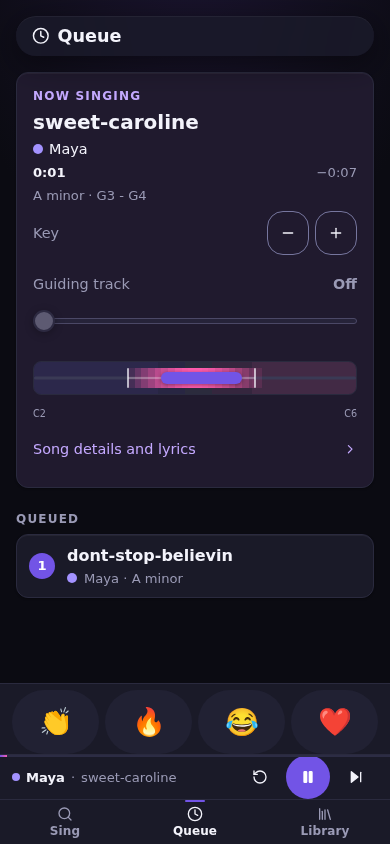 Queue
NOW SINGING
sweet-caroline
Maya
0:01 −0:07
A minor · G3 - G4
Key − +
Guiding track Off
C2 C6
Song details and lyrics
QUEUED
1 dont-stop-believin
Maya · A minor
Maya · sweet-caroline
Sing Queue Library